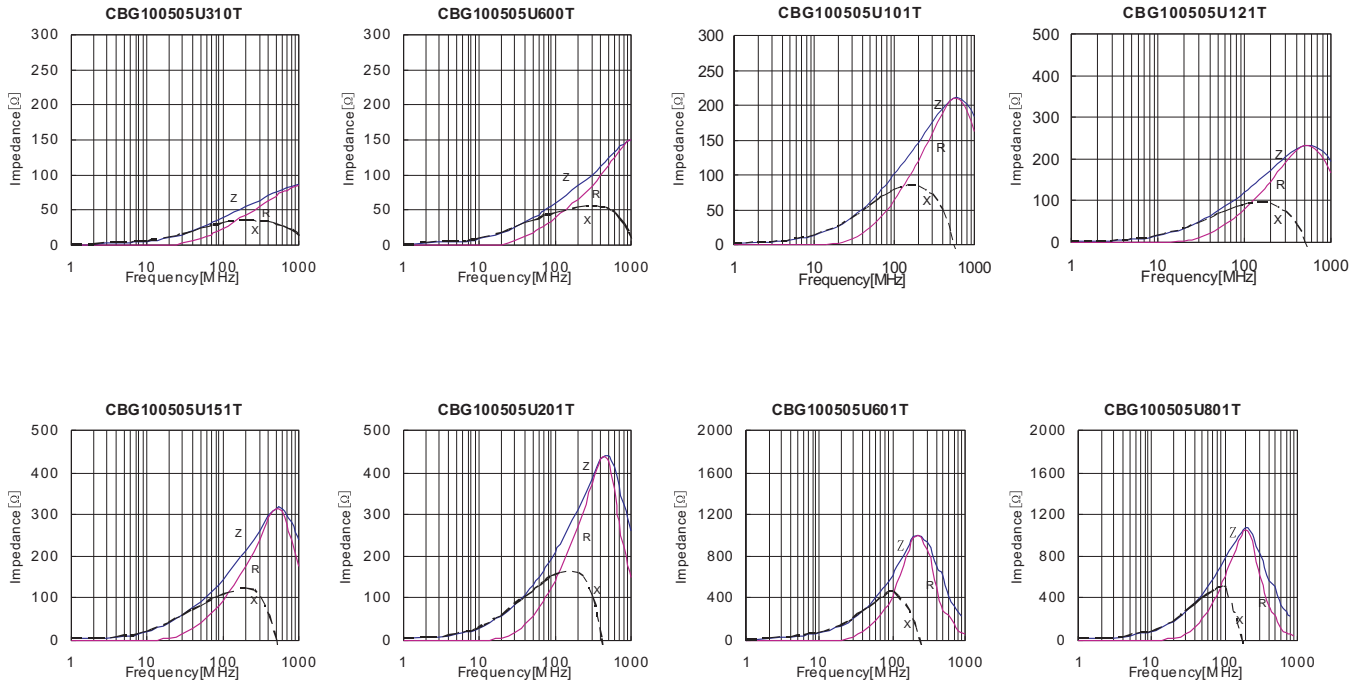 CBG100505U310T
300
250
200
150
100
50
0
Impedance[Ω]
Z
R
X
1 10 100 1000
Frequency[MHz]
CBG100505U600T
300
250
200
150
100
50
0
Impedance[Ω]
Z
R
X
1 10 100 1000
Frequency[MHz]
CBG100505U101T
300
250
200
150
100
50
0
Impedance[Ω]
Z
R
X
1 10 100 1000
Frequency[MHz]
CBG100505U121T
500
400
300
200
100
0
Impedance[Ω]
Z
R
X
1 10 100 1000
Frequency[MHz]
CBG100505U151T
500
400
300
200
100
0
Impedance[Ω]
Z
R
X
1 10 100 1000
Frequency[MHz]
CBG100505U201T
500
400
300
200
100
0
Impedance[Ω]
Z
R
X
1 10 100 1000
Frequency[MHz]
CBG100505U601T
2000
1600
1200
800
400
0
Impedance[Ω]
Z
R
X
1 10 100 1000
Frequency[MHz]
CBG100505U801T
2000
1600
1200
800
400
0
Impedance[Ω]
Z
R
X
1 10 100 1000
Frequency[MHz]